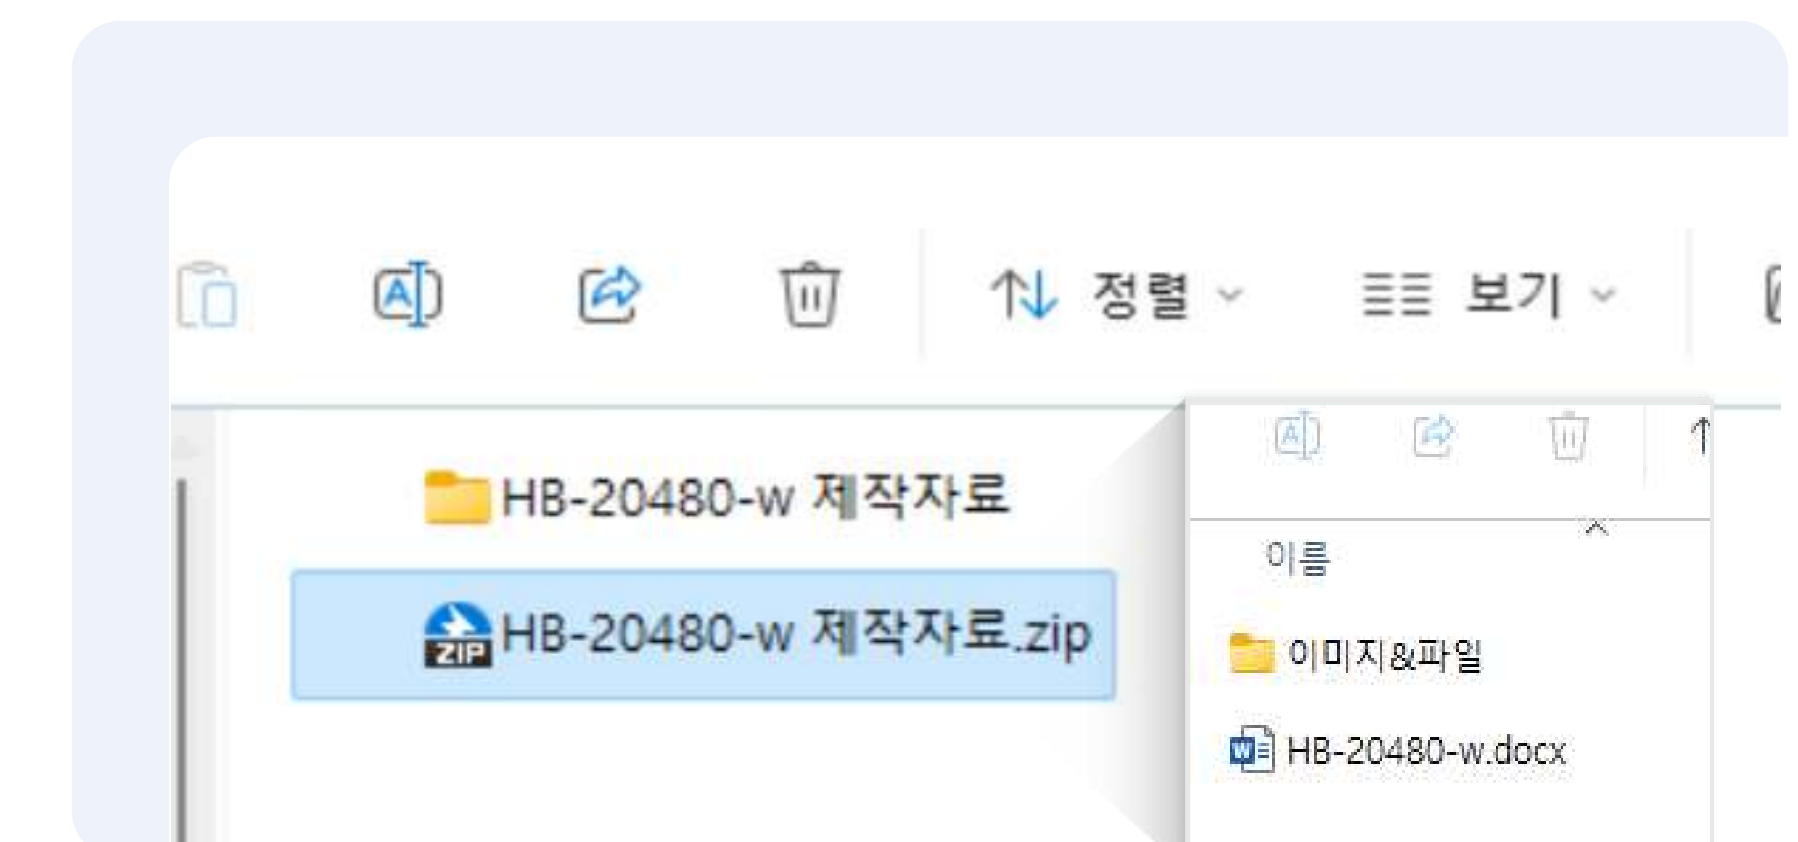 정렬 보기
HB-20480-w 제작자료
ZIP HB-20480-w 제작자료.zip
이름
이미지&파일
HB-20480-w.docx